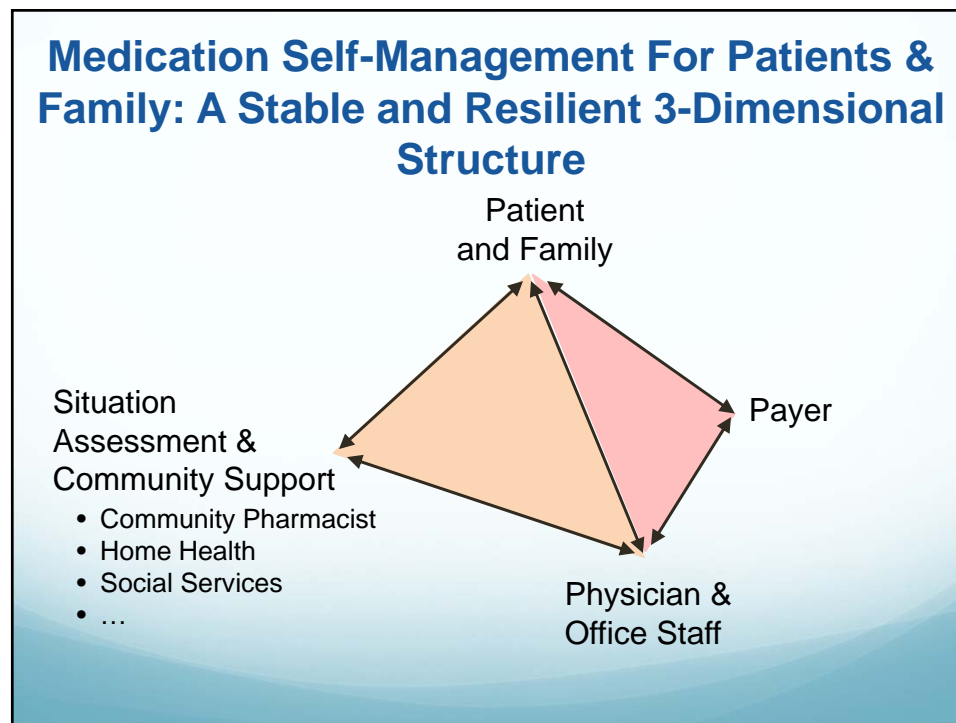 Medication Self-Management For Patients &
Family: A Stable and Resilient 3-Dimensional
Structure
Patient
and Family
Situation
Assessment &
Community Support
• Community Pharmacist
• Home Health
• Social Services
• …
Payer
Physician &
Office Staff